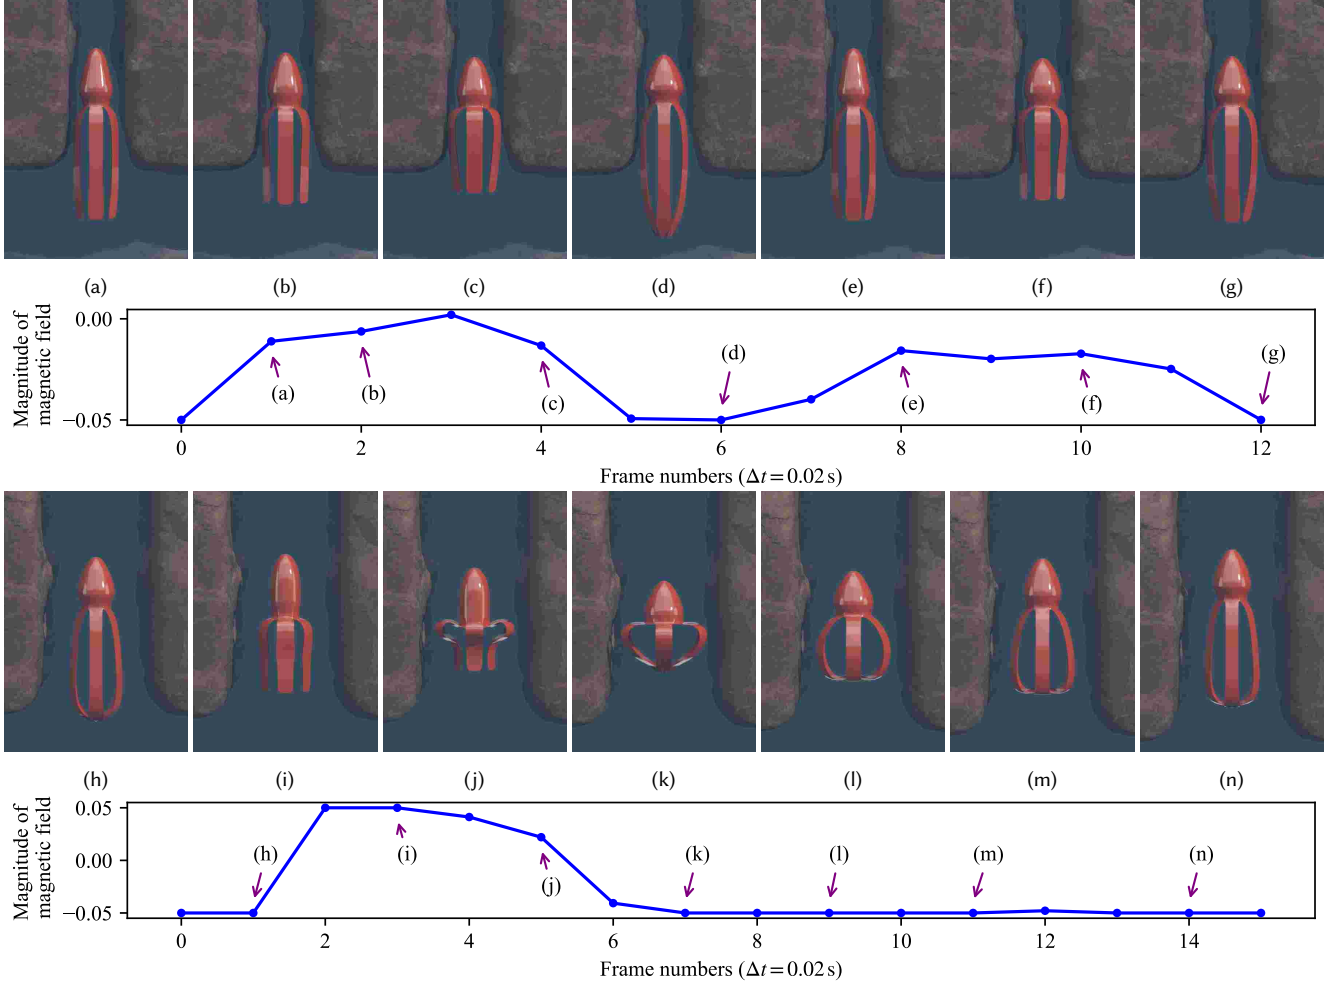 (a) (b) (c) (d) (e) (f) (g)
Magnitude of
magnetic field
0.00
−0.05
(a)
(b)
(c)
(d)
(e)
(f)
(g)
0 2 4 6 8 10 12
Frame numbers (Δt = 0.02 s)
(h) (i) (j) (k) (l) (m) (n)
Magnitude of
magnetic field
0.05
0.00
−0.05
(h)
(i)
(j)
(k)
(l)
(m)
(n)
0 2 4 6 8 10 12 14
Frame numbers (Δt = 0.02 s)